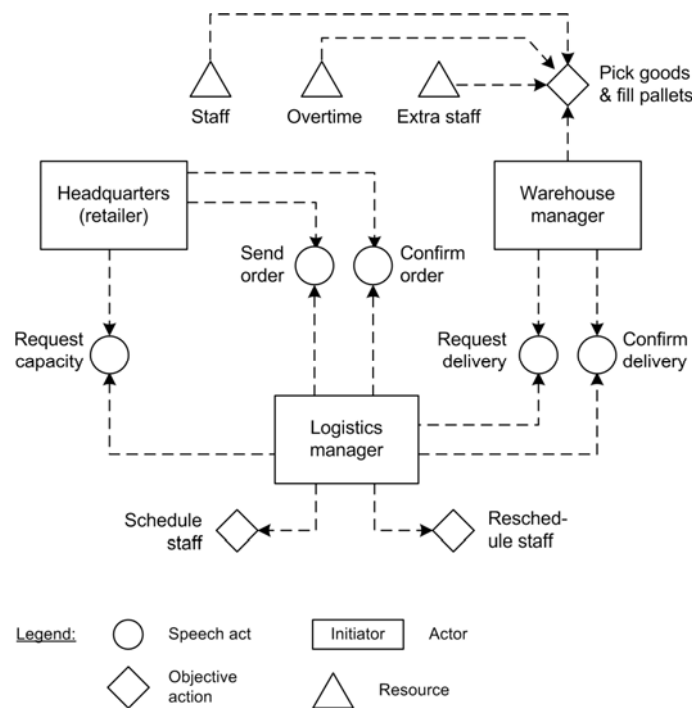 Staff
Overtime
Extra staff
Pick goods
& fill pallets
Headquarters
(retailer)
Warehouse
manager
Send
order
Confirm
order
Request
capacity
Request
delivery
Confirm
delivery
Logistics
manager
Schedule
staff
Resched-
ule staff
Legend:
Speech act
Initiator
Actor
Objective
action
Resource